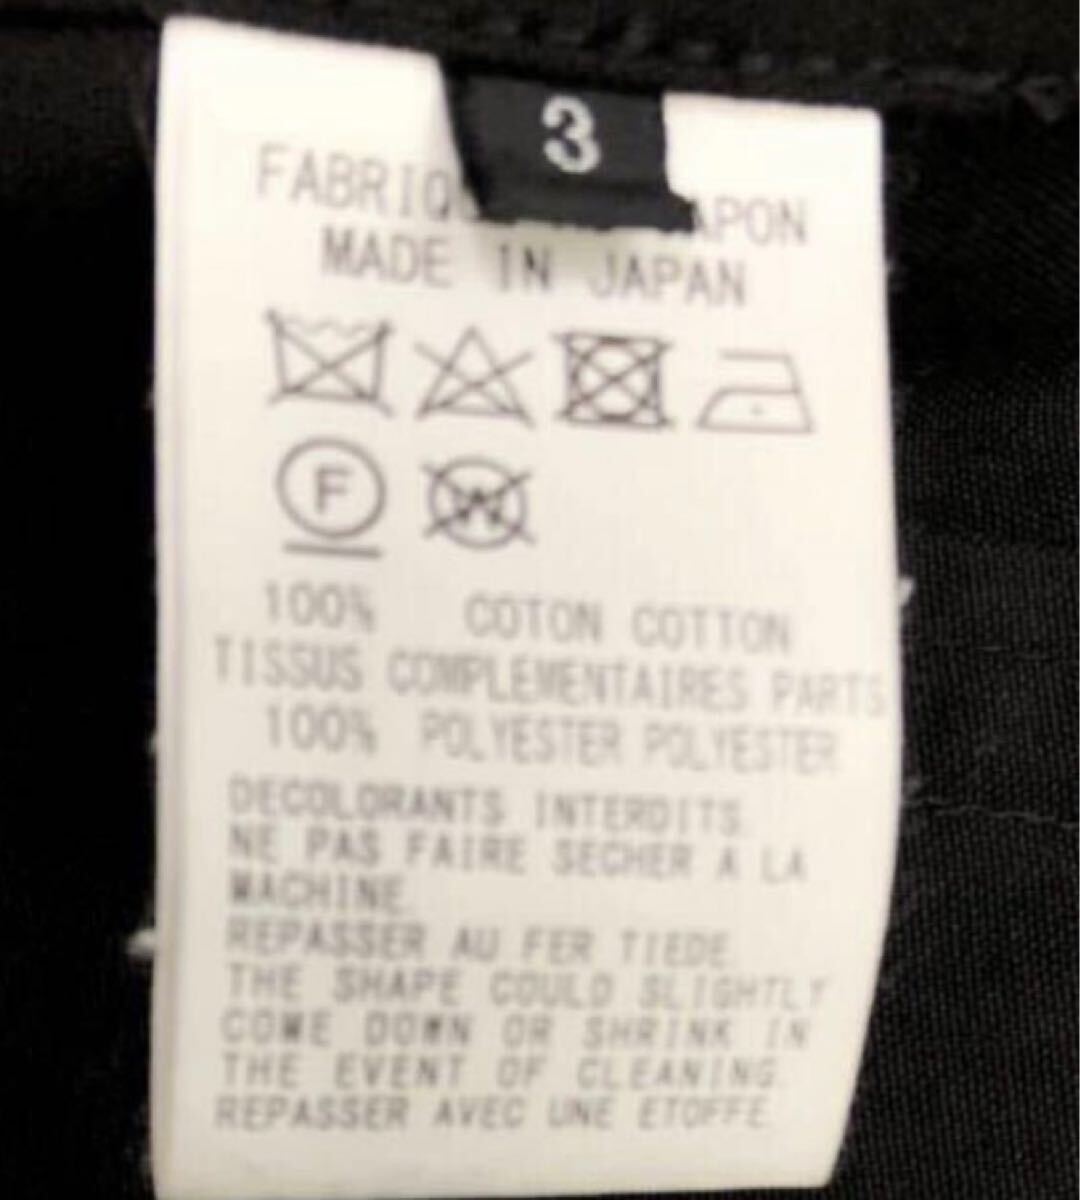 3
FABRIQ APON
MADE IN JAPAN
F
W
100% COTON COTTON
TISSUS COMPLEMENTAIRES PARTS
100% POLYESTER POLYESTER
DECOLORANTS INTERDITS.
NE PAS FAIRE SECHER A LA
MACHINE.
REPASSER AU FER TIEDE.
THE SHAPE COULD SLIGHTLY
COME DOWN OR SHRINK IN
THE EVENT OF CLEANING.
REPASSER AVEC UNE ETOFFE.